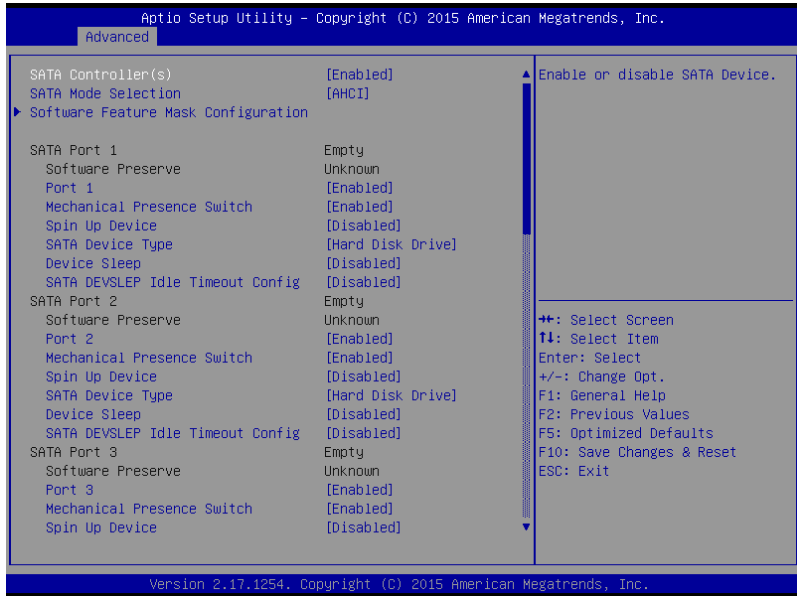 Aptio Setup Utility – Copyright (C) 2015 American Megatrends, Inc.
Advanced
SATA Controller(s) [Enabled]
SATA Mode Selection [AHCI]
Software Feature Mask Configuration
SATA Port 1 Empty
Software Preserve Unknown
Port 1 [Enabled]
Mechanical Presence Switch [Enabled]
Spin Up Device [Disabled]
SATA Device Type [Hard Disk Drive]
Device Sleep [Disabled]
SATA DEVSLEP Idle Timeout Config [Disabled]
SATA Port 2 Empty
Software Preserve Unknown
Port 2 [Enabled]
Mechanical Presence Switch [Enabled]
Spin Up Device [Disabled]
SATA Device Type [Hard Disk Drive]
Device Sleep [Disabled]
SATA DEVSLEP Idle Timeout Config [Disabled]
SATA Port 3 Empty
Software Preserve Unknown
Port 3 [Enabled]
Mechanical Presence Switch [Enabled]
Spin Up Device [Disabled]
Enable or disable SATA Device.
→←: Select Screen
↑↓: Select Item
Enter: Select
+/-: Change Opt.
F1: General Help
F2: Previous Values
F5: Optimized Defaults
F10: Save Changes & Reset
ESC: Exit
Version 2.17.1254. Copyright (C) 2015 American Megatrends, Inc.